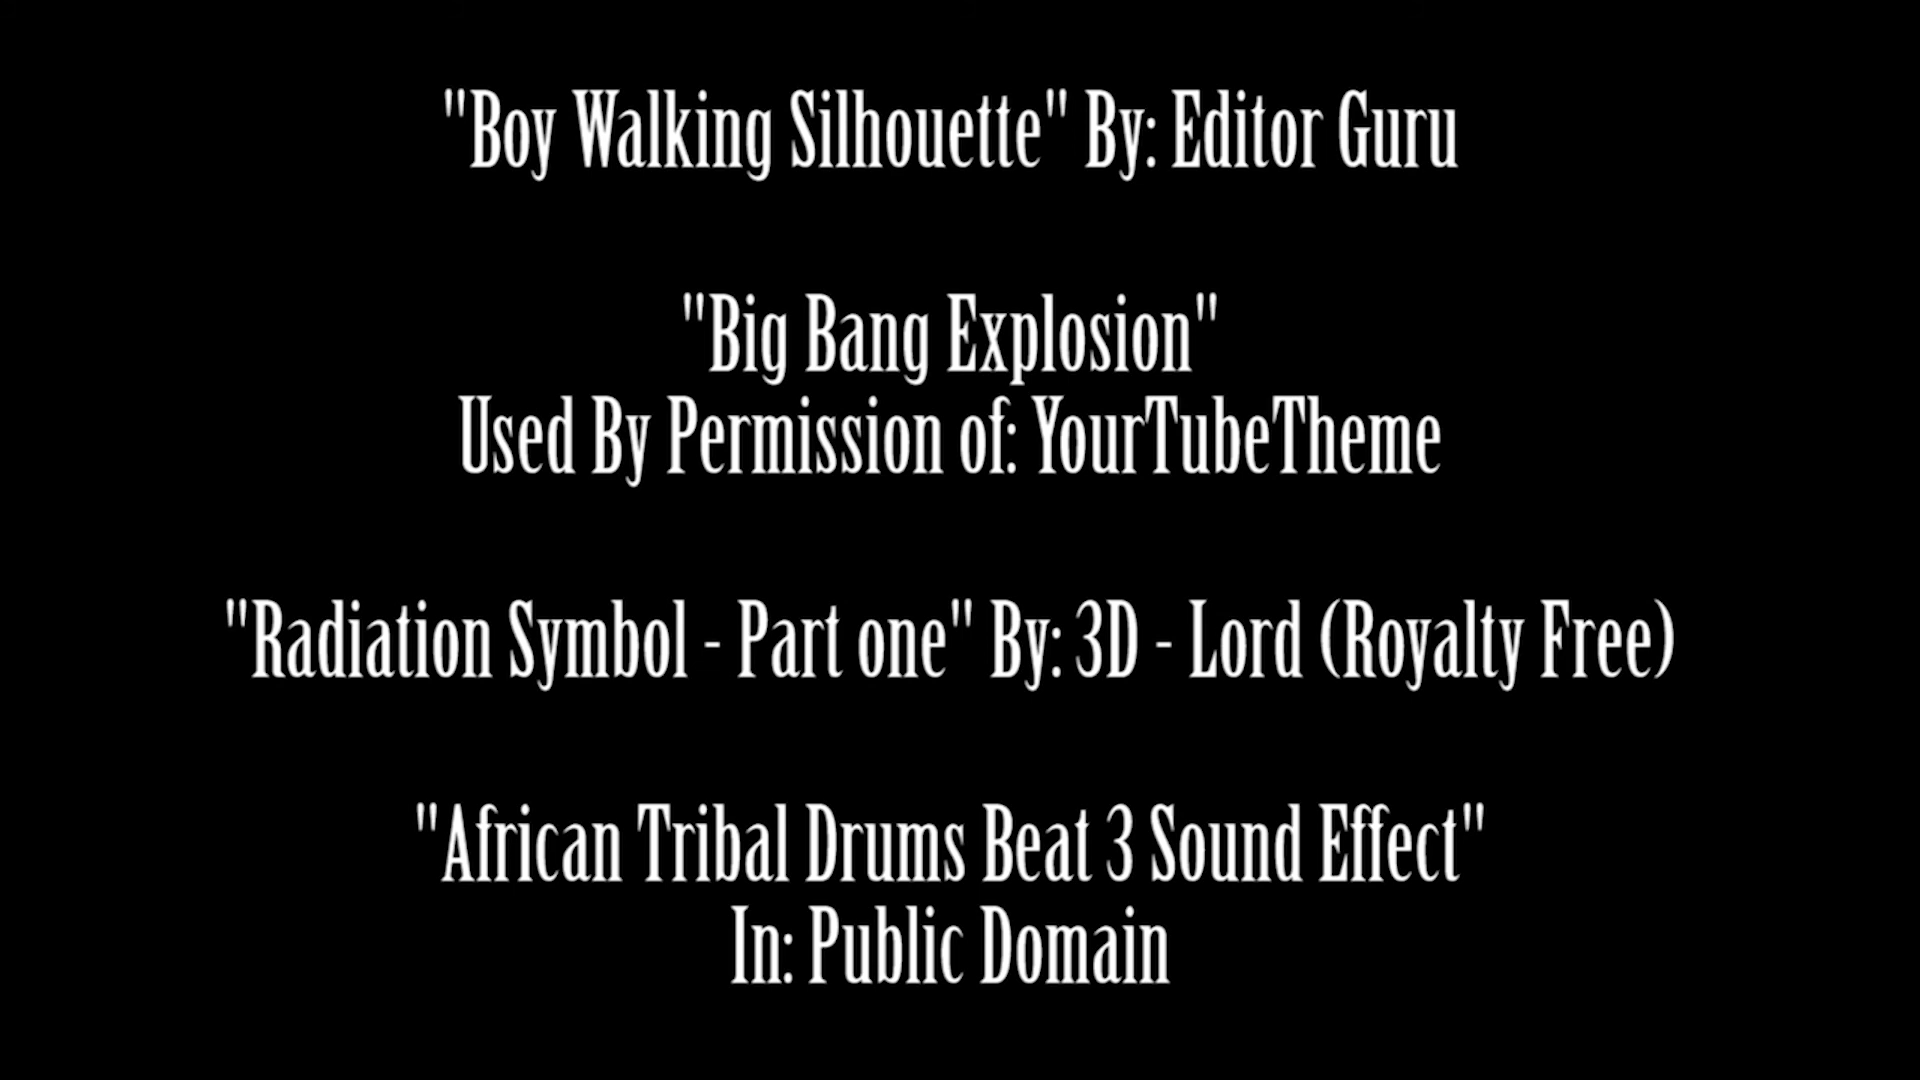 "Boy Walking Silhouette" By: Editor Guru
"Big Bang Explosion"
Used By Permission of: YourTubeTheme
"Radiation Symbol - Part one" By: 3D - Lord (Royalty Free)
"African Tribal Drums Beat 3 Sound Effect"
In: Public Domain